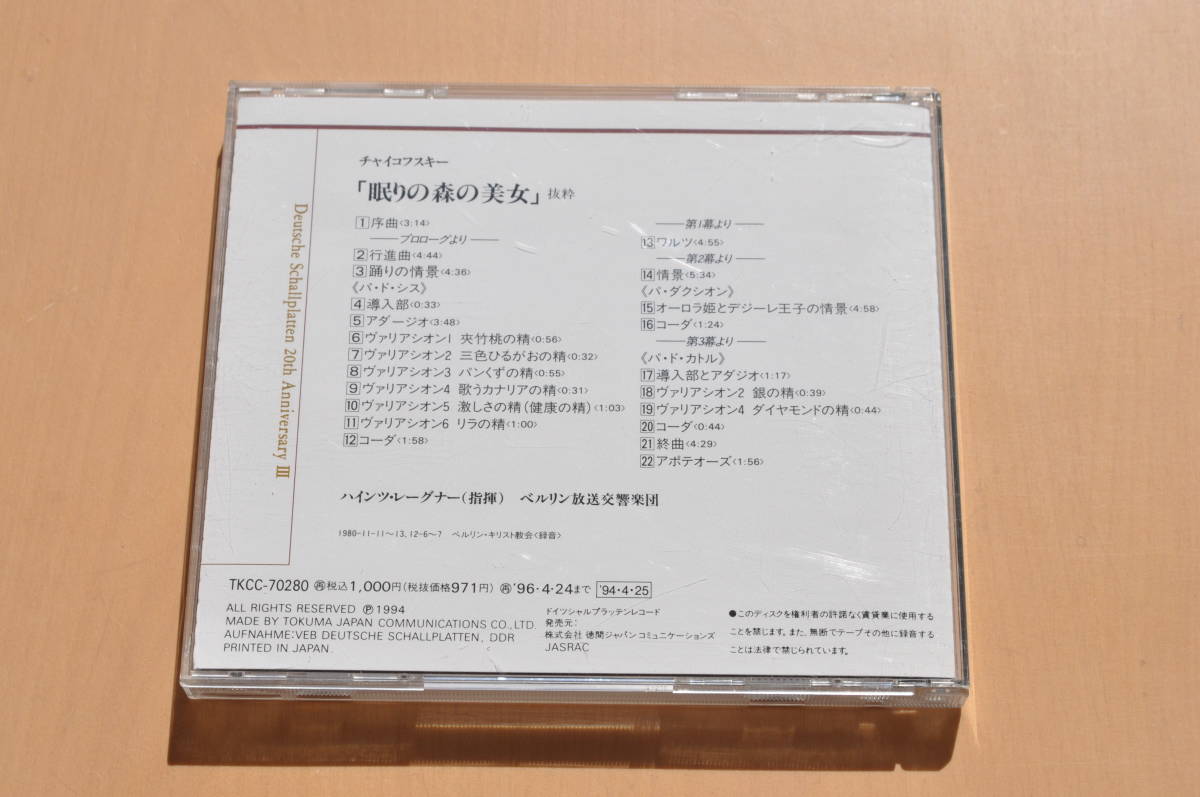 Deutsche Schallplatten 20th Anniversary III
チャイコフスキー
「眠りの森の美女」抜粋
1 序曲〈3:14〉
プロローグより
2 行進曲〈4:44〉
3 踊りの情景〈4:36〉
《パ・ド・シス》
4 導入部〈0:33〉
5 アダージオ〈3:48〉
6 ヴァリアシオン1 夾竹桃の精〈0:56〉
7 ヴァリアシオン2 三色ひるがおの精〈0:32〉
8 ヴァリアシオン3 パンくずの精〈0:55〉
9 ヴァリアシオン4 歌うカナリアの精〈0:31〉
10 ヴァリアシオン5 激しさの精（健康の精）〈1:03〉
11 ヴァリアシオン6 リラの精〈1:00〉
12 コーダ〈1:58〉
第1幕より
13 ワルツ〈4:55〉
第2幕より
14 情景〈5:34〉
《パ・ダクシオン》
15 オーロラ姫とデジーレ王子の情景〈4:58〉
16 コーダ〈1:24〉
第3幕より
《パ・ド・カトル》
17 導入部とアダジオ〈1:17〉
18 ヴァリアシオン2 銀の精〈0:39〉
19 ヴァリアシオン4 ダイヤモンドの精〈0:44〉
20 コーダ〈0:44〉
21 終曲〈4:29〉
22 アポテオーズ〈1:56〉
ハインツ・レーグナー（指揮） ベルリン放送交響楽団
1980-11-11〜13, 12-6〜7 ベルリン・キリスト教会〈録音〉
TKCC-70280 ㊢税込1,000円（税抜価格971円） ㊢'96・4・24まで '94・4・25
ALL RIGHTS RESERVED Ⓟ 1994
MADE BY TOKUMA JAPAN COMMUNICATIONS CO., LTD.
AUFNAHME:VEB DEUTSCHE SCHALLPLATTEN, DDR
PRINTED IN JAPAN.
ドイツシャルプラッテンレコード
発売元:
株式会社 徳間ジャパンコミュニケーションズ
JASRAC
●このディスクを権利者の許諾なく賃貸業に使用する
ことを禁じます。また、無断でテープその他に録音する
ことは法律で禁じられています。